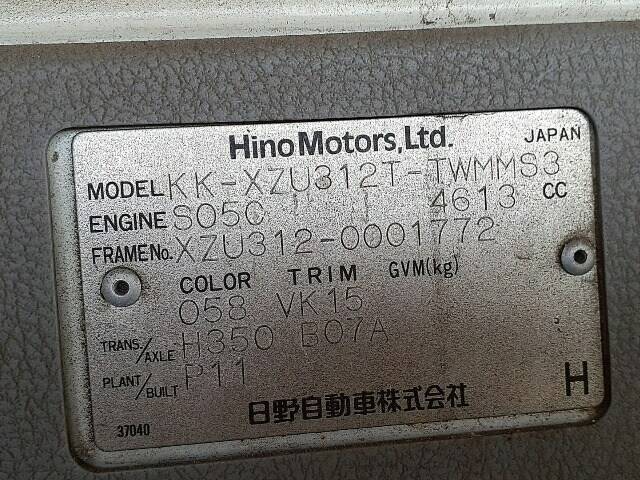 Hino Motors, Ltd. JAPAN
MODEL KK-XZU312T-TWMMS3
ENGINE S05C 4613 CC
FRAME No. XZU312-0001772
COLOR TRIM GVM(kg)
058 VK15
TRANS./AXLE H350 B07A
PLANT/BUILT P11
日野自動車株式会社 H
37040